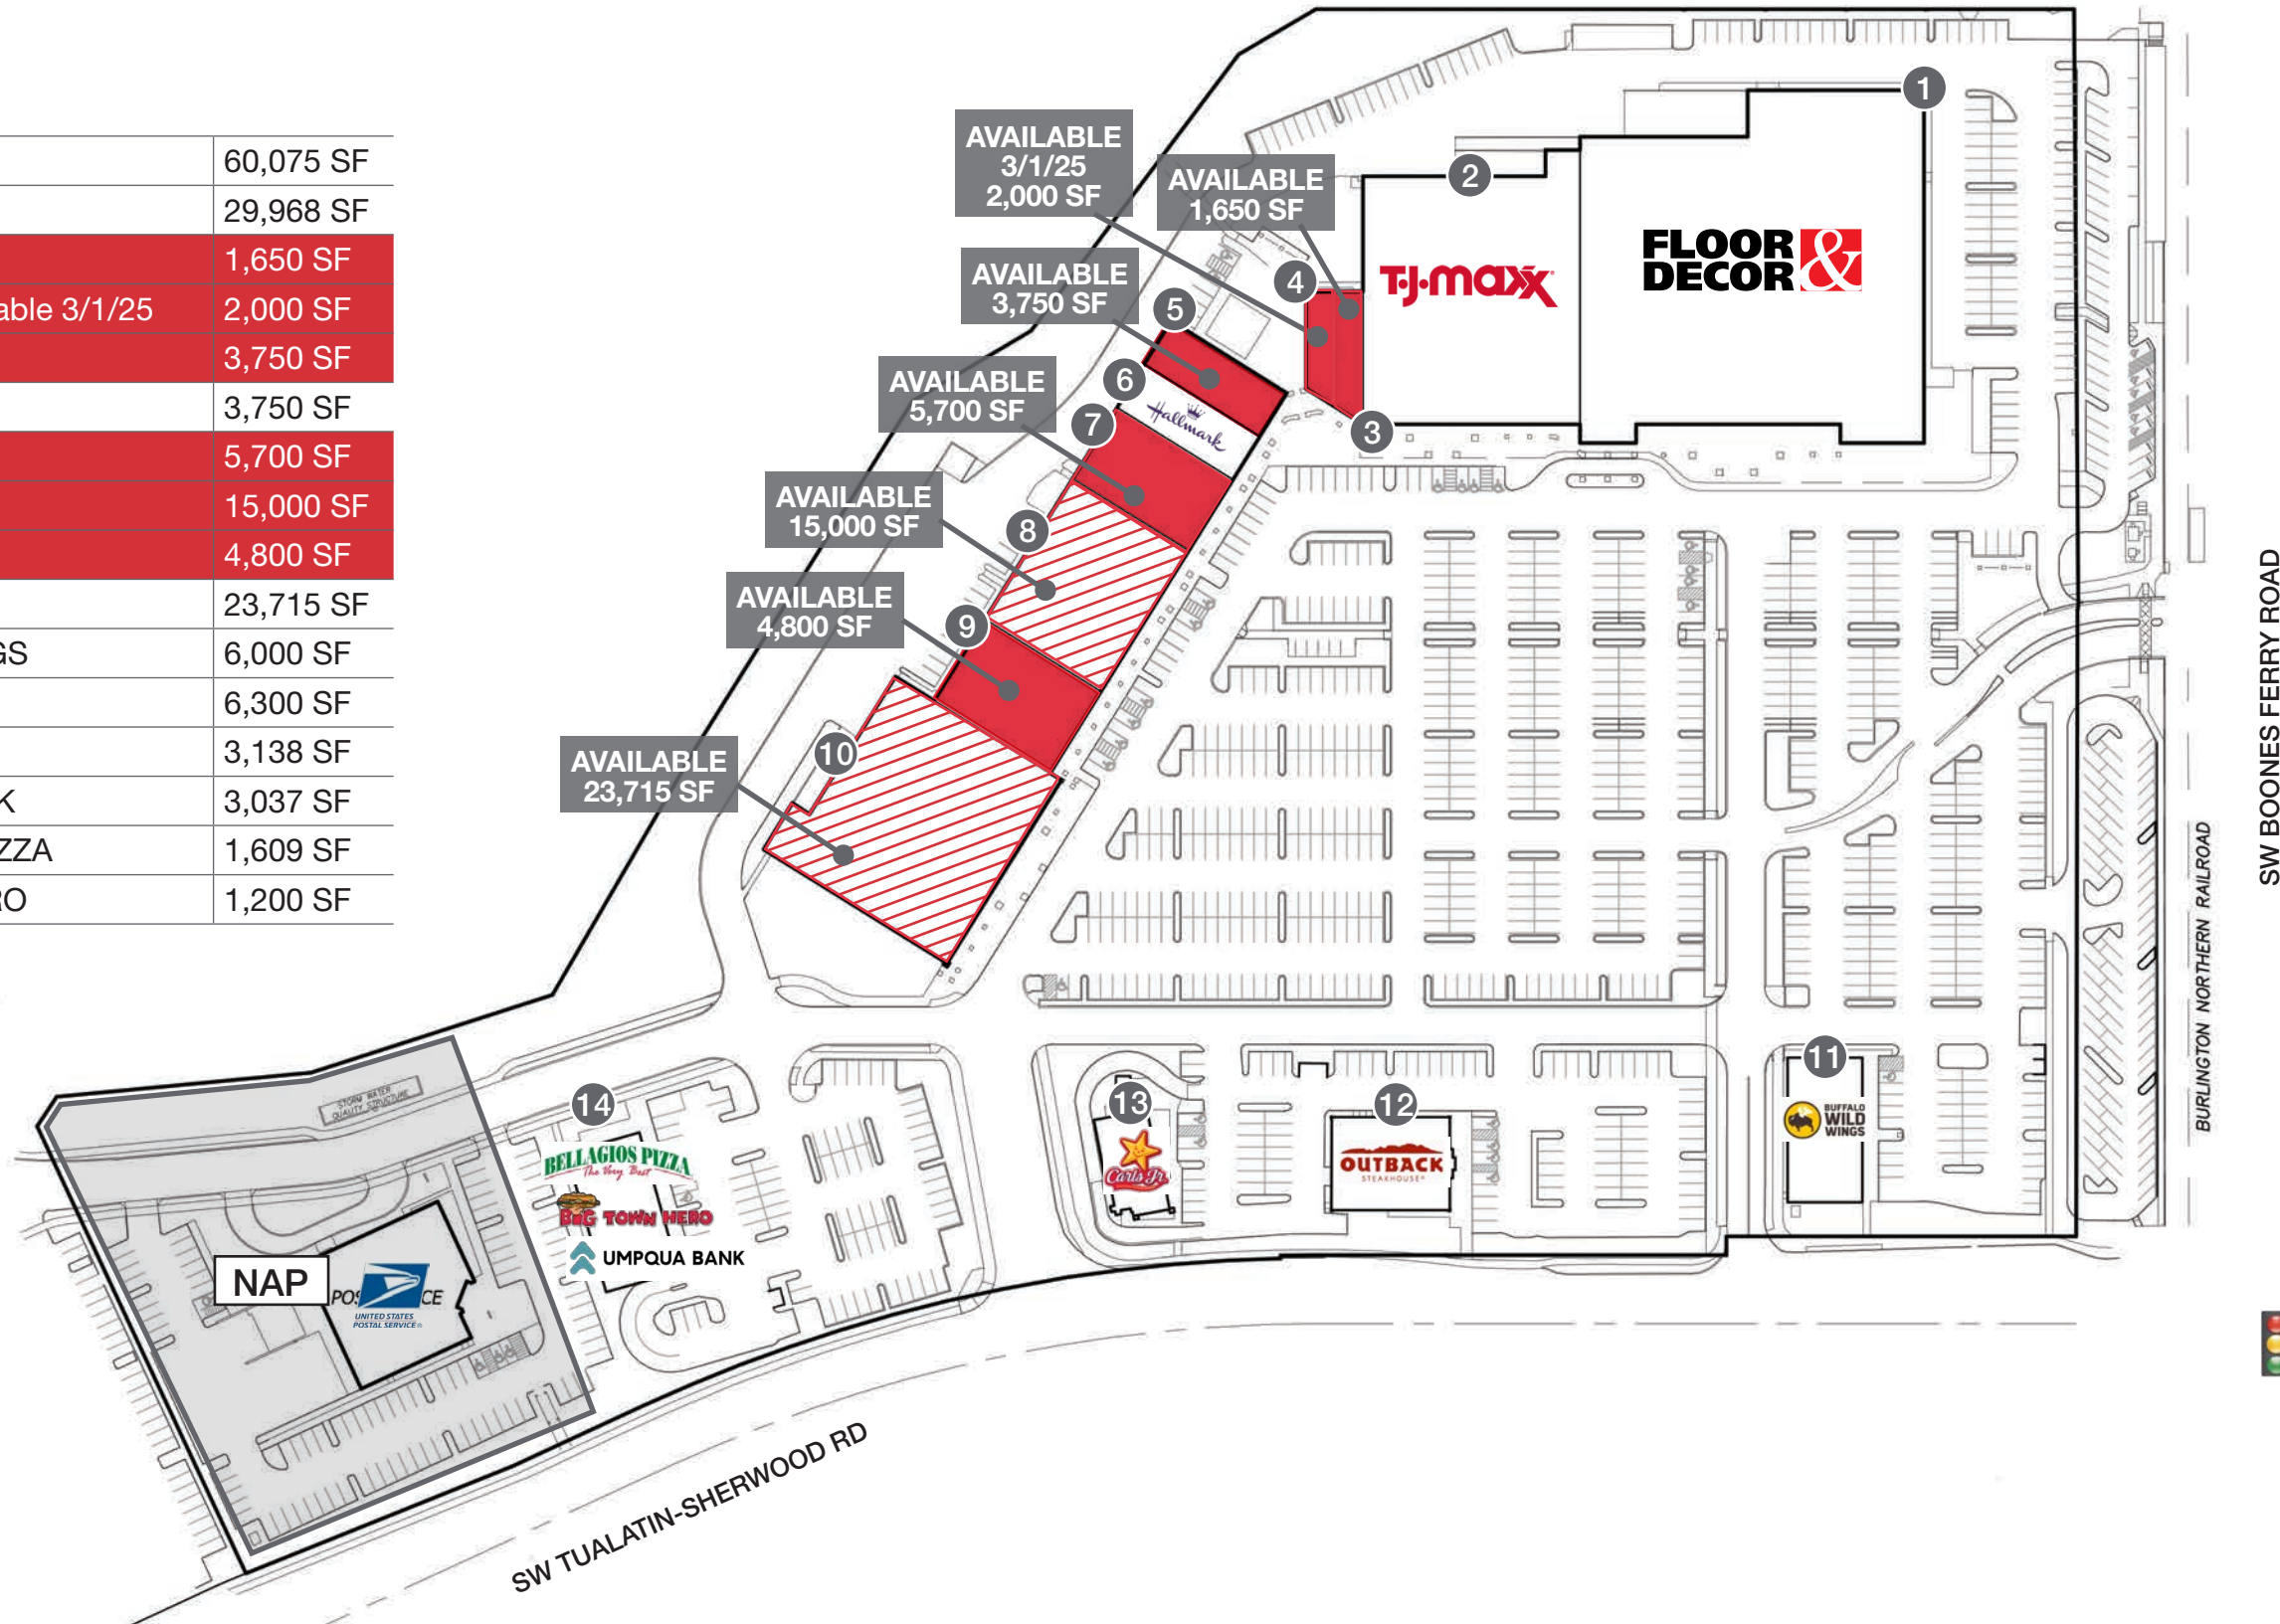 60,075 SF
29,968 SF
1,650 SF
able 3/1/25 2,000 SF
3,750 SF
3,750 SF
5,700 SF
15,000 SF
4,800 SF
23,715 SF
GS 6,000 SF
6,300 SF
3,138 SF
K 3,037 SF
ZZA 1,609 SF
RO 1,200 SF
1
AVAILABLE
3/1/25
2,000 SF
AVAILABLE
1,650 SF
2
FLOOR &
DECOR
T.J.maxx
4
AVAILABLE
3,750 SF
5
3
6
Hallmark
AVAILABLE
5,700 SF
7
AVAILABLE
15,000 SF
8
AVAILABLE
4,800 SF
9
AVAILABLE
23,715 SF
10
SW BOONES FERRY ROAD
BURLINGTON NORTHERN RAILROAD
11
BUFFALO
WILD
WINGS
12
OUTBACK
STEAKHOUSE
13
Carl's Jr.
14
BELLAGIOS PIZZA
The Very Best
BIG TOWN HERO
UMPQUA BANK
STORM WATER
QUALITY STRUCTURE
NAP
POS CE
UNITED STATES
POSTAL SERVICE®
SW TUALATIN-SHERWOOD RD